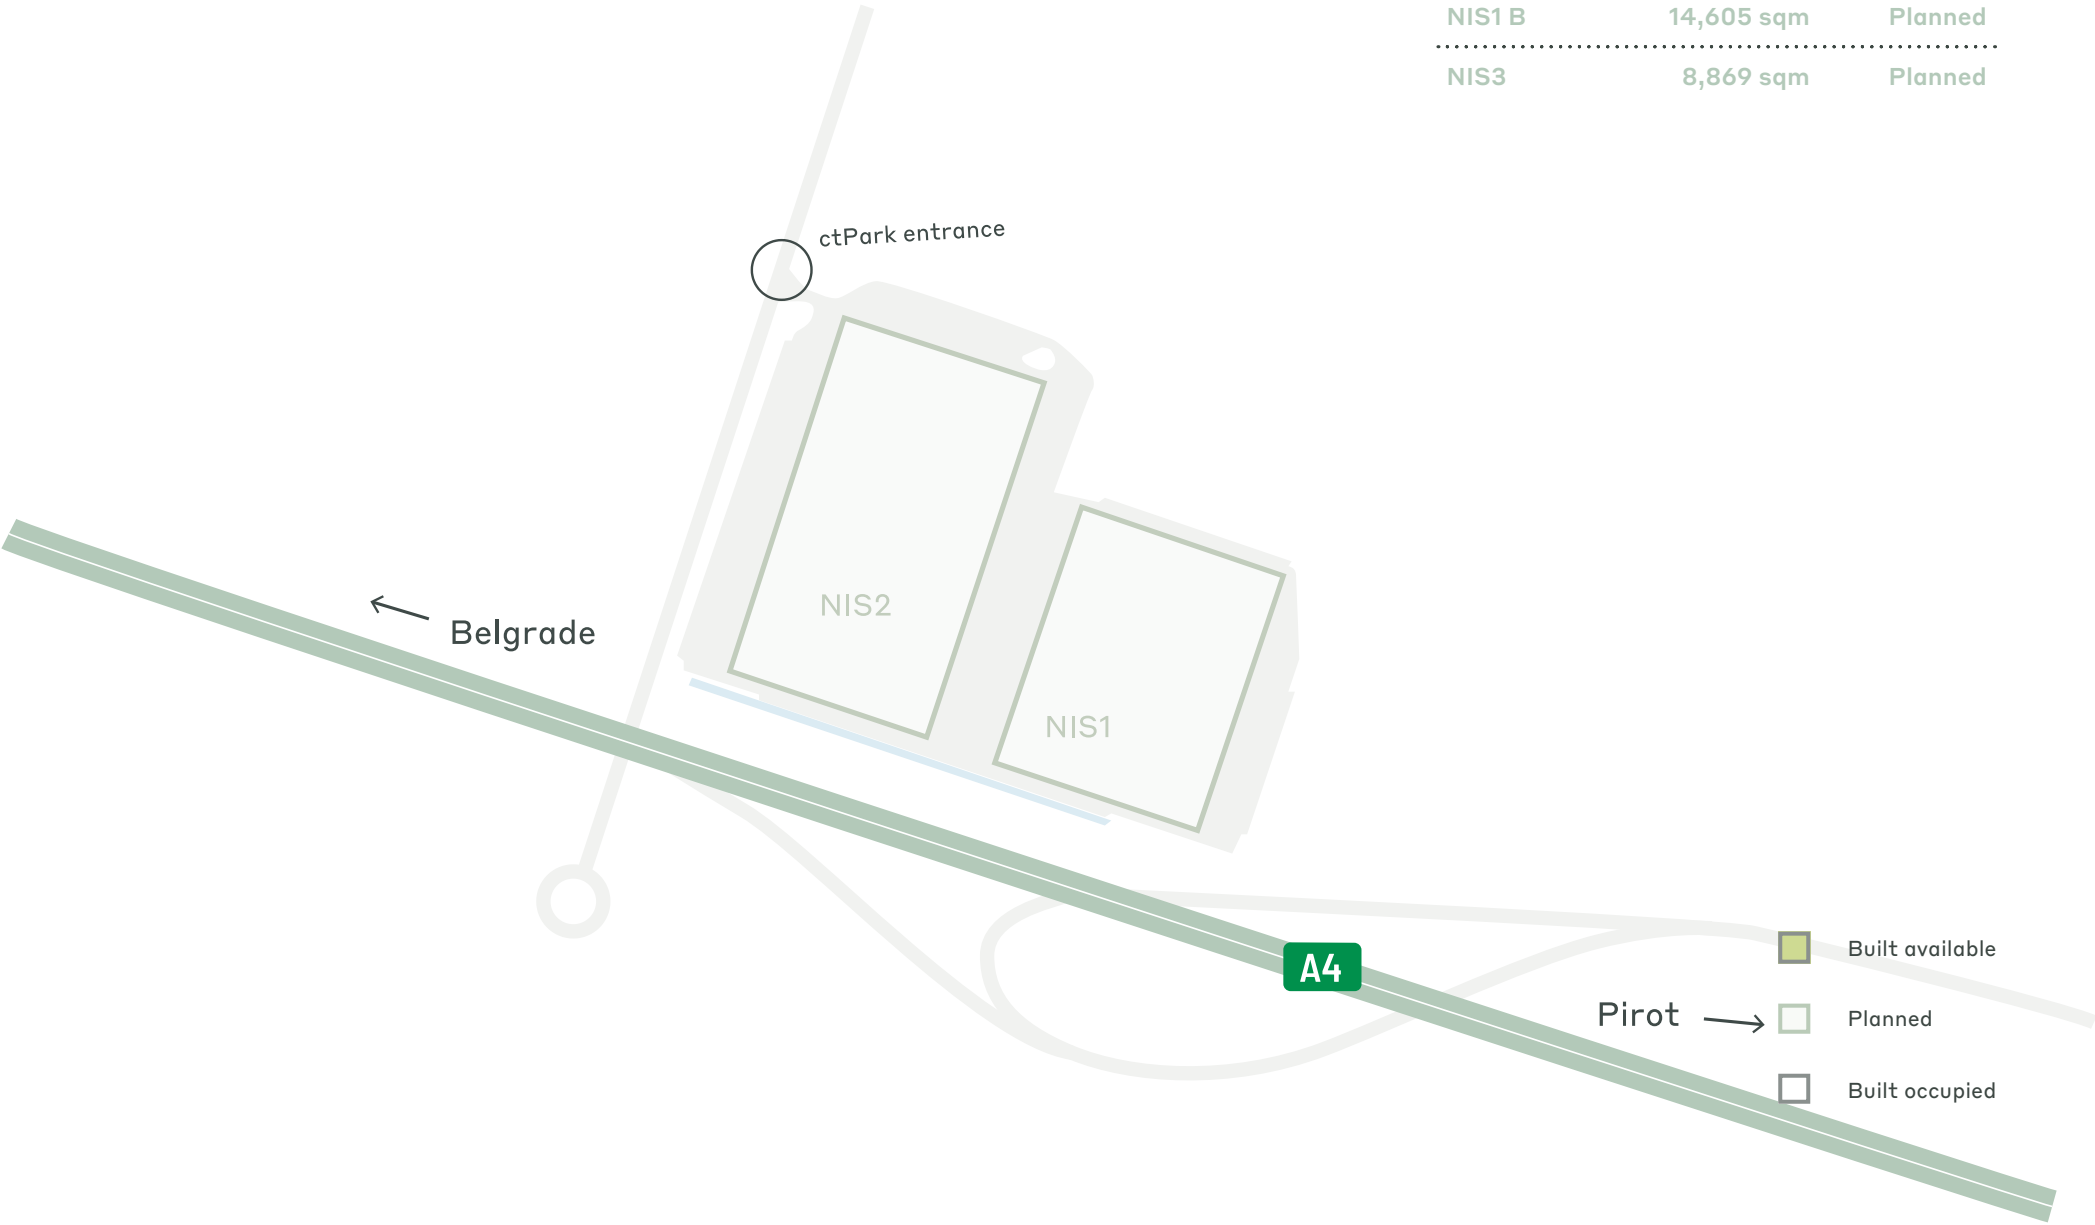 NIS1 B 14,605 sqm Planned
NIS3 8,869 sqm Planned
ctPark entrance
NIS2
Belgrade
NIS1
A4
Built available
Pirot
Planned
Built occupied